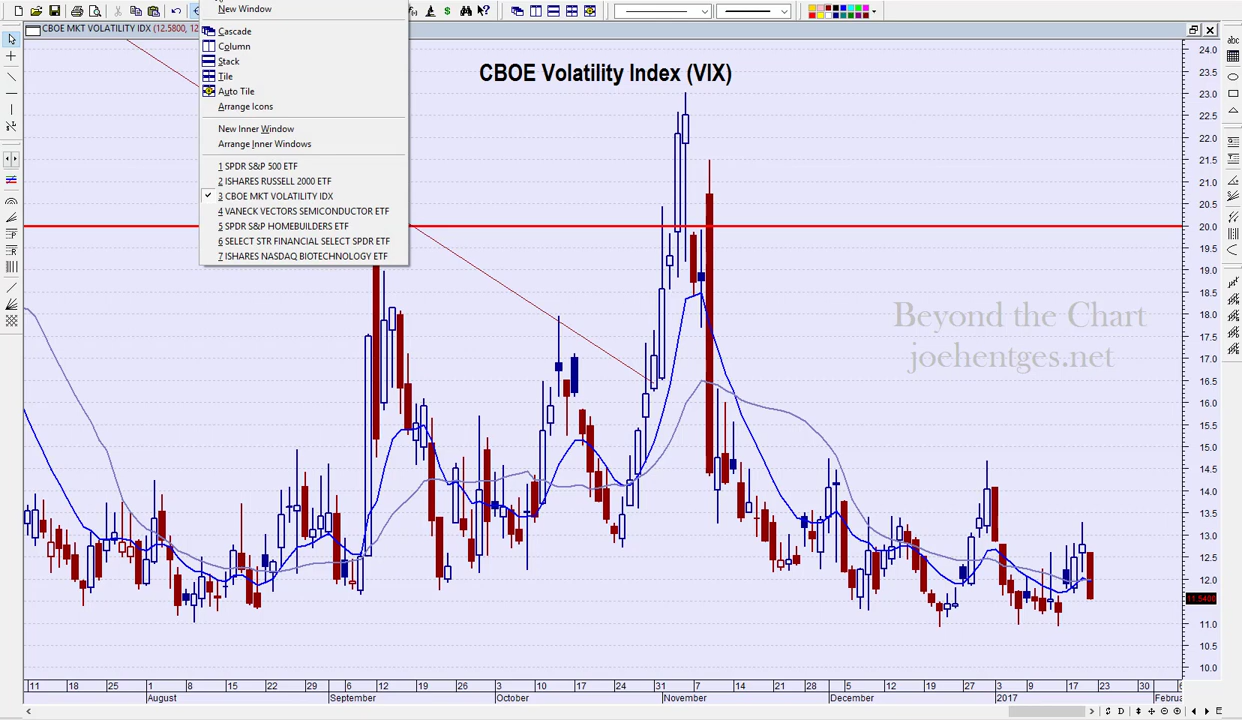 New Window
CBOE MKT VOLATILITY IDX (12.5800, 12
Cascade
Column
Stack
Tile
Auto Tile
Arrange Icons
New Inner Window
Arrange Inner Windows
1 SPDR S&P 500 ETF
2 ISHARES RUSSELL 2000 ETF
3 CBOE MKT VOLATILITY IDX
4 VANECK VECTORS SEMICONDUCTOR ETF
5 SPDR S&P HOMEBUILDERS ETF
6 SELECT STR FINANCIAL SELECT SPDR ETF
7 ISHARES NASDAQ BIOTECHNOLOGY ETF
CBOE Volatility Index (VIX)
Beyond the Chart
joehentges.net
abc
24.0
23.5
23.0
22.5
22.0
21.5
21.0
20.5
20.0
19.5
19.0
18.5
18.0
17.5
17.0
16.5
16.0
15.5
15.0
14.5
14.0
13.5
13.0
12.5
12.0
11.5400
11.0
10.5
10.0
11 18 25 1 8 15 22 29 6 12 19 26 3 10 17 24 31 7 14 21 28 5 12 19 27 3 9 17 23 30
August September October November December 2017 Februa
D E